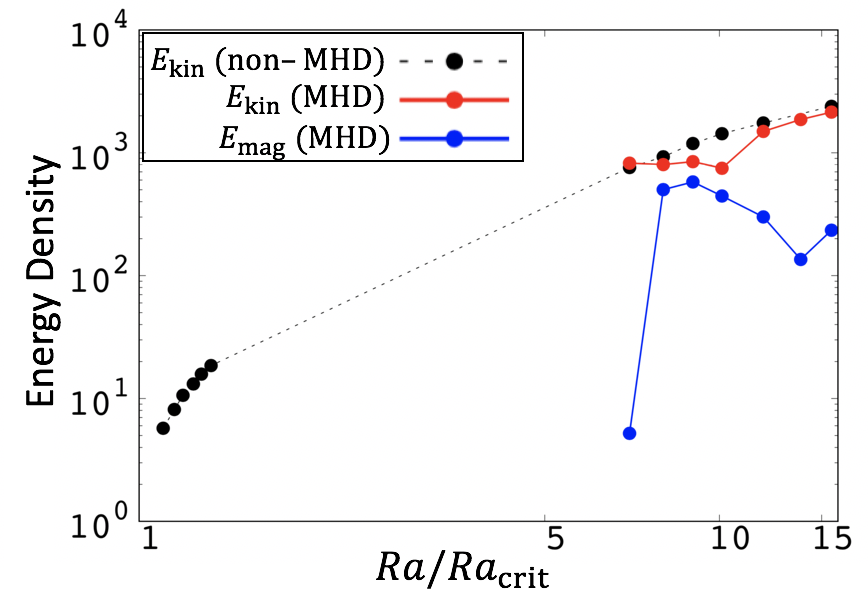 10^4
E_kin (non– MHD)
E_kin (MHD)
E_mag (MHD)
10^3
10^2
10^1
10^0
Energy Density
1
5
10
15
Ra/Ra_crit